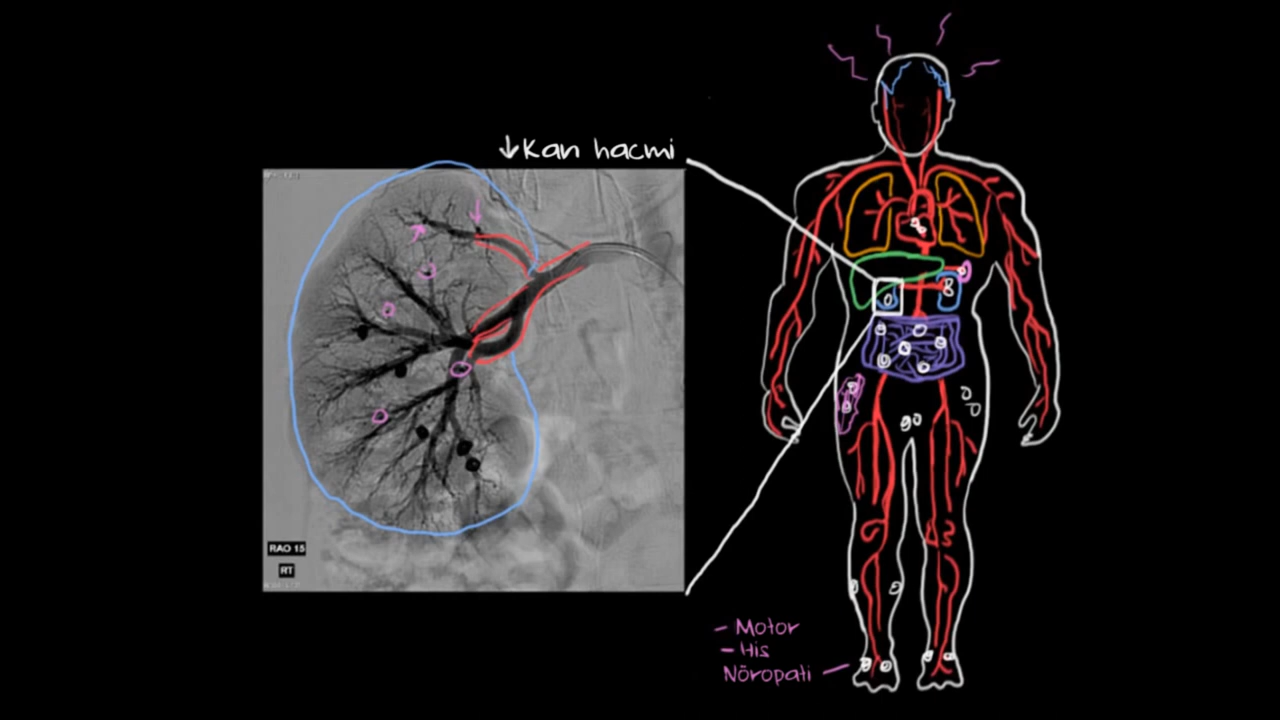 ↓Kan hacmi
RAO 15
RT
- Motor
- His
Nöropati -